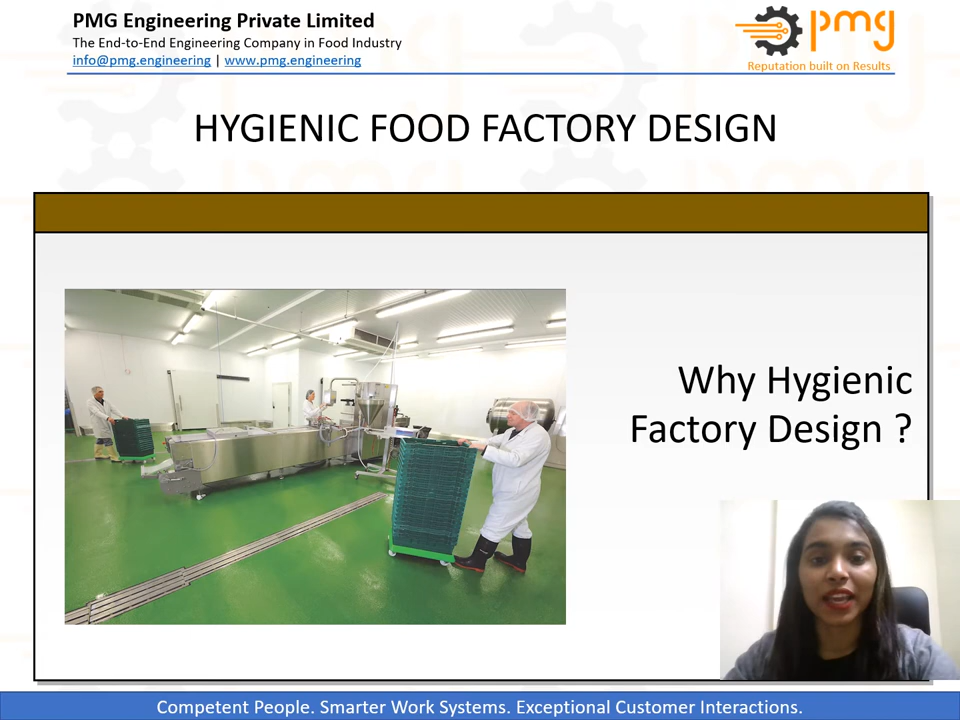 PMG Engineering Private Limited
The End-to-End Engineering Company in Food Industry
info@pmg.engineering | www.pmg.engineering
pmg
Reputation built on Results
HYGIENIC FOOD FACTORY DESIGN
Why Hygienic
Factory Design ?
Competent People. Smarter Work Systems. Exceptional Customer Interactions.